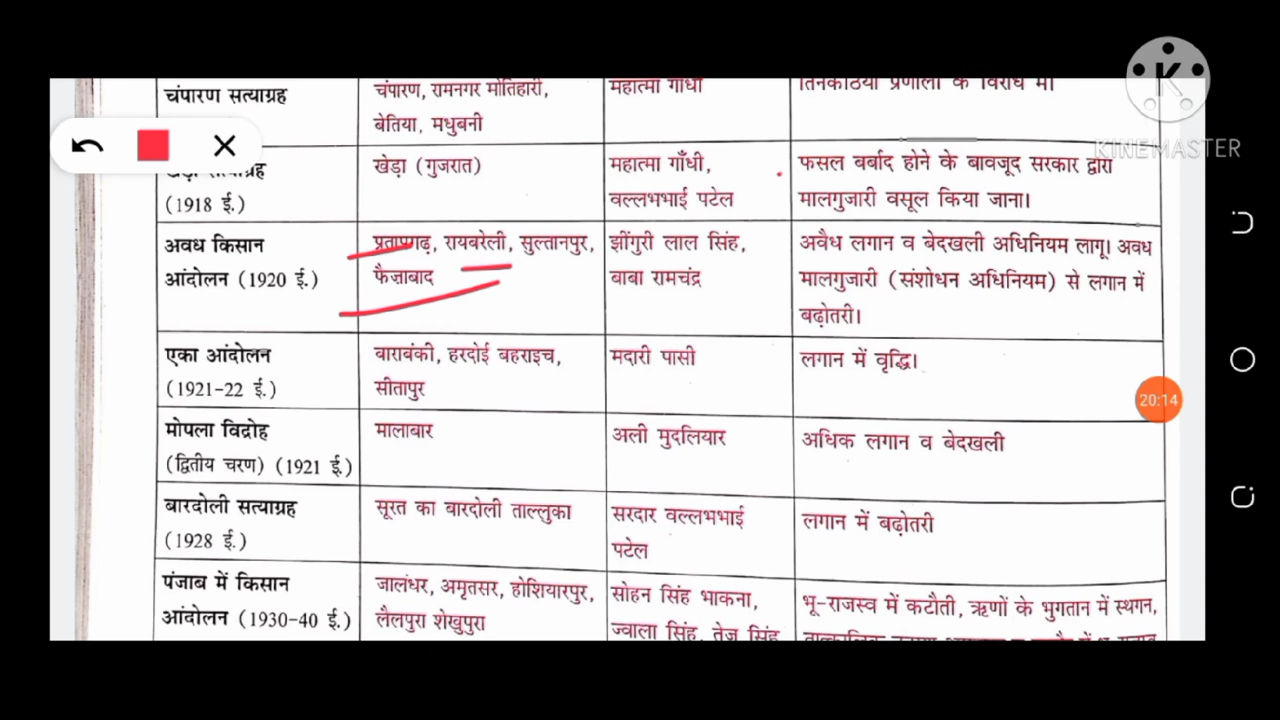 चंपारण सत्याग्रह
चंपारण, रामनगर मोतिहारी,
बेतिया, मधुबनी
महात्मा गांधी
तिनकठिया प्रणाली के विरोध में।
KINEMASTER
(1918 ई.)
खेड़ा (गुजरात)
महात्मा गाँधी,
वल्लभभाई पटेल
फसल बर्बाद होने के बावजूद सरकार द्वारा
मालगुजारी वसूल किया जाना।
अवध किसान
आंदोलन (1920 ई.)
प्रतापगढ़, रायबरेली, सुल्तानपुर,
फैज़ाबाद
झींगुरी लाल सिंह,
बाबा रामचंद्र
अवैध लगान व बेदखली अधिनियम लागू। अवध
मालगुजारी (संशोधन अधिनियम) से लगान में
बढ़ोतरी।
एका आंदोलन
(1921-22 ई.)
बाराबंकी, हरदोई बहराइच,
सीतापुर
मदारी पासी
लगान में वृद्धि।
20:14
मोपला विद्रोह
(द्वितीय चरण) (1921 ई.)
मालाबार
अली मुदलियार
अधिक लगान व बेदखली
बारदोली सत्याग्रह
(1928 ई.)
सूरत का बारदोली ताल्लुका
सरदार वल्लभभाई
पटेल
लगान में बढ़ोतरी
पंजाब में किसान
आंदोलन (1930-40 ई.)
जालंधर, अमृतसर, होशियारपुर,
लैलपुरा शेखुपुरा
सोहन सिंह भाकना,
ज्वाला सिंह, तेज सिंह
भू-राजस्व में कटौती, ऋणों के भुगतान में स्थगन,